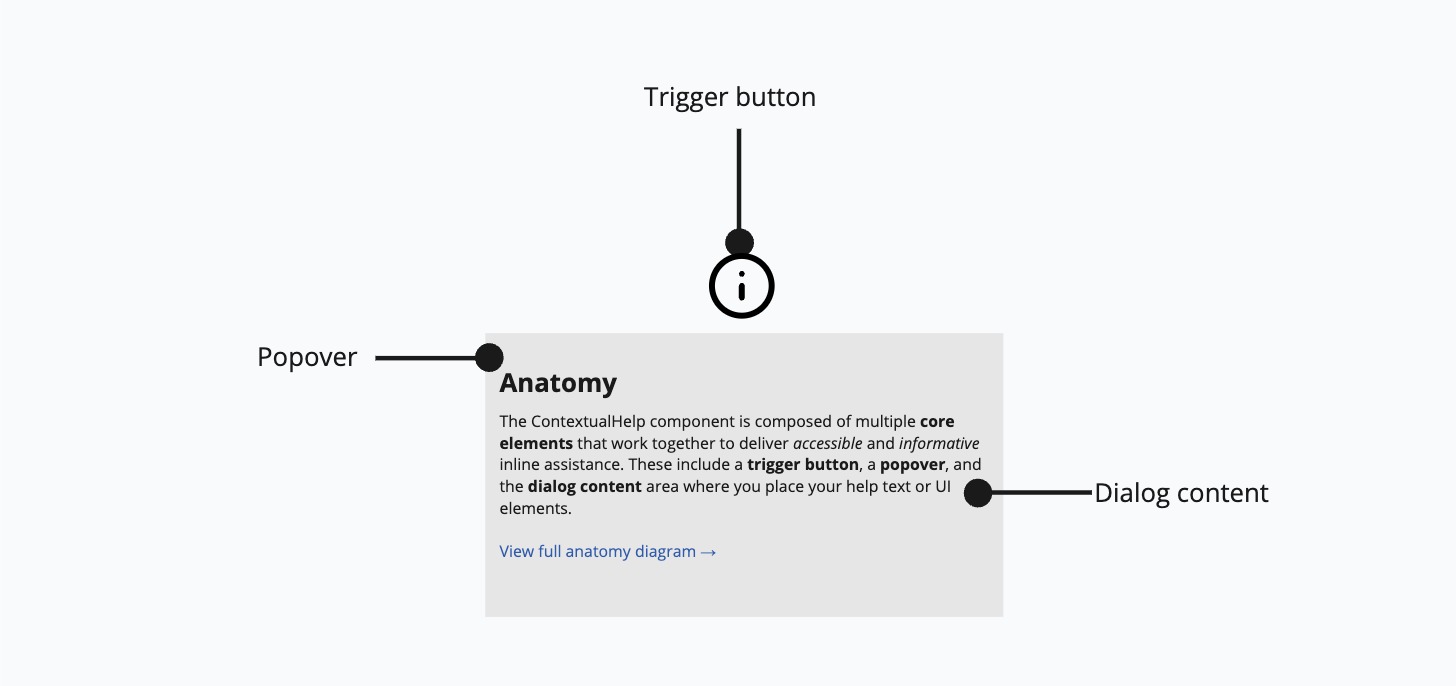 Trigger button
Popover
Anatomy
The ContextualHelp component is composed of multiple core
elements that work together to deliver accessible and informative
inline assistance. These include a trigger button, a popover, and
the dialog content area where you place your help text or UI
elements.
Dialog content
View full anatomy diagram →